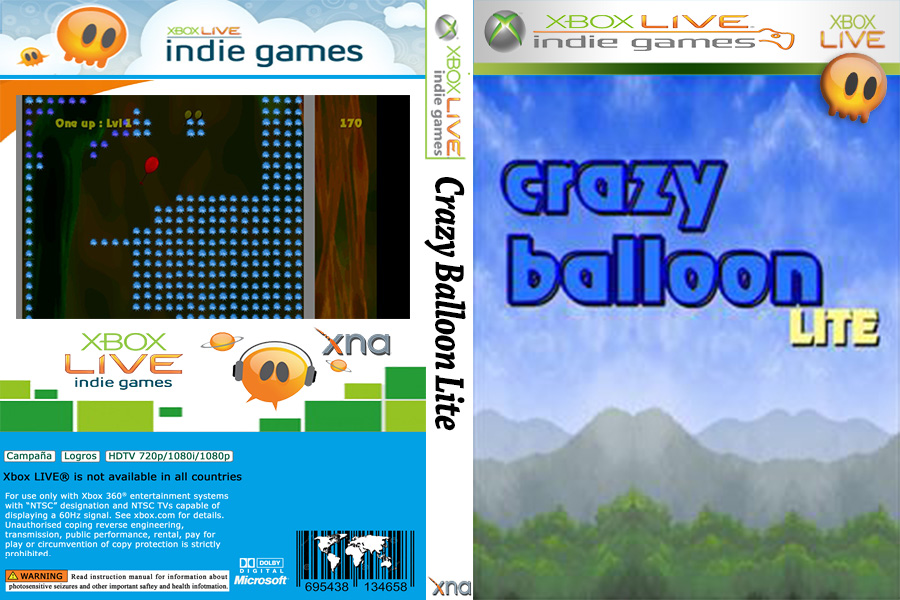 XBOX LIVE
indie games
One up : Lvl 1
170
XBOX
LIVE
indie games
xna
Campaña Logros HDTV 720p/1080i/1080p
Xbox LIVE® is not available in all countries
For use only with Xbox 360® entertainment systems
with “NTSC” designation and NTSC TVs capable of
displaying a 60Hz signal. See xbox.com for details.
Unauthorised coping reverse engineering,
transmission, public performance, rental, pay for
play or circumvention of copy protection is strictly
prohibited.
WARNING Read instruction manual for information about
photosensitive seizures and other important saftey and health infotmation.
DOLBY
DIGITAL
Microsoft®
695438 134658
XBOX LIVE
indie games
Crazy Balloon Lite
xna
XBOX LIVE
indie games
XBOX
LIVE
crazy
balloon
LITE